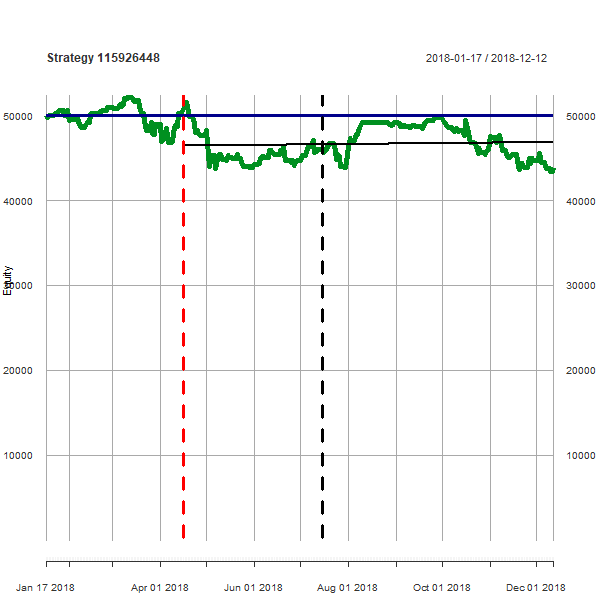 Strategy 115926448 2018-01-17 / 2018-12-12
50000 50000
40000 40000
Equity
30000 30000
20000 20000
10000 10000
Jan 17 2018 Apr 01 2018 Jun 01 2018 Aug 01 2018 Oct 01 2018 Dec 01 2018